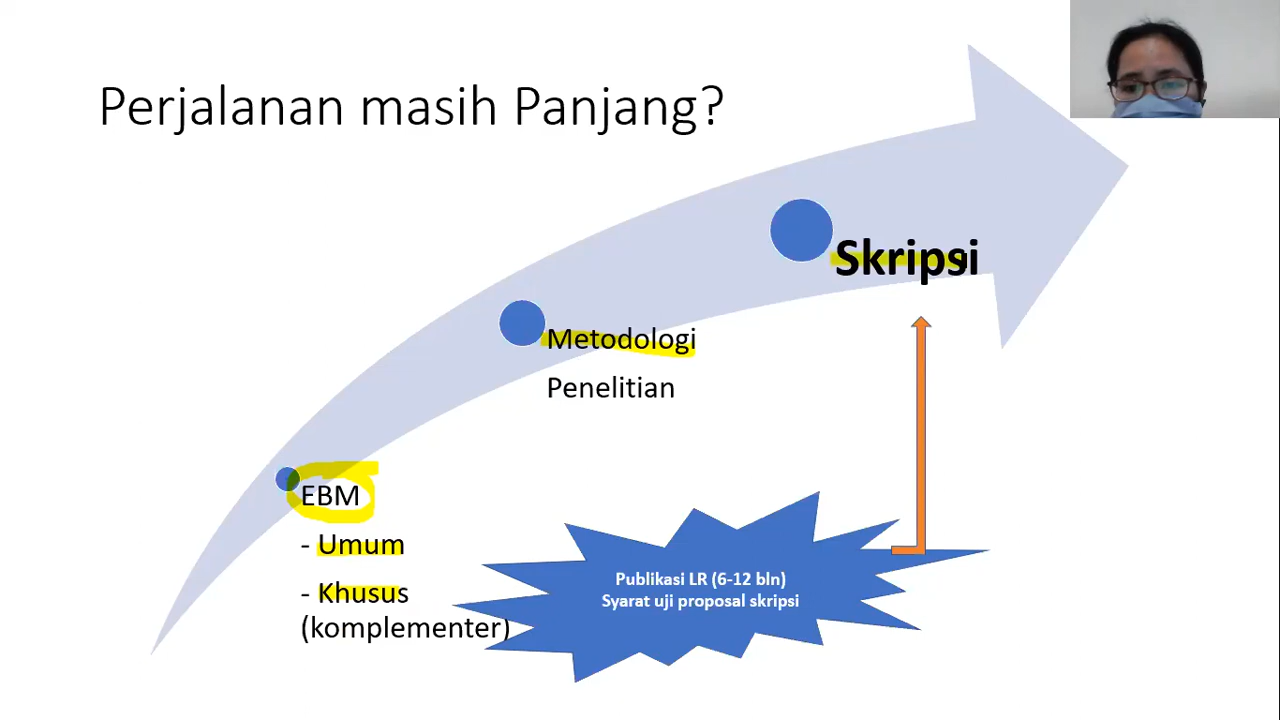 Perjalanan masih Panjang?
Skripsi
Metodologi
Penelitian
EBM
- Umum
- Khusus
(komplementer)
Publikasi LR (6-12 bln)
Syarat uji proposal skripsi